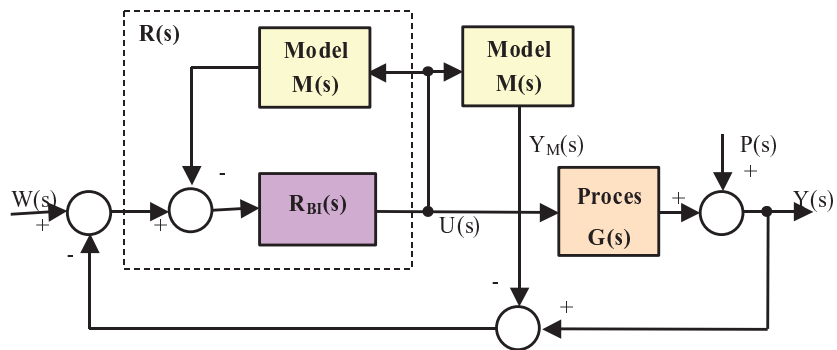 R(s)
Model
M(s)
Model
M(s)
Y_M(s)
P(s)
+
-
W(s)
+
+
R_BI(s)
U(s)
Proces
G(s)
+
Y(s)
-
-
+